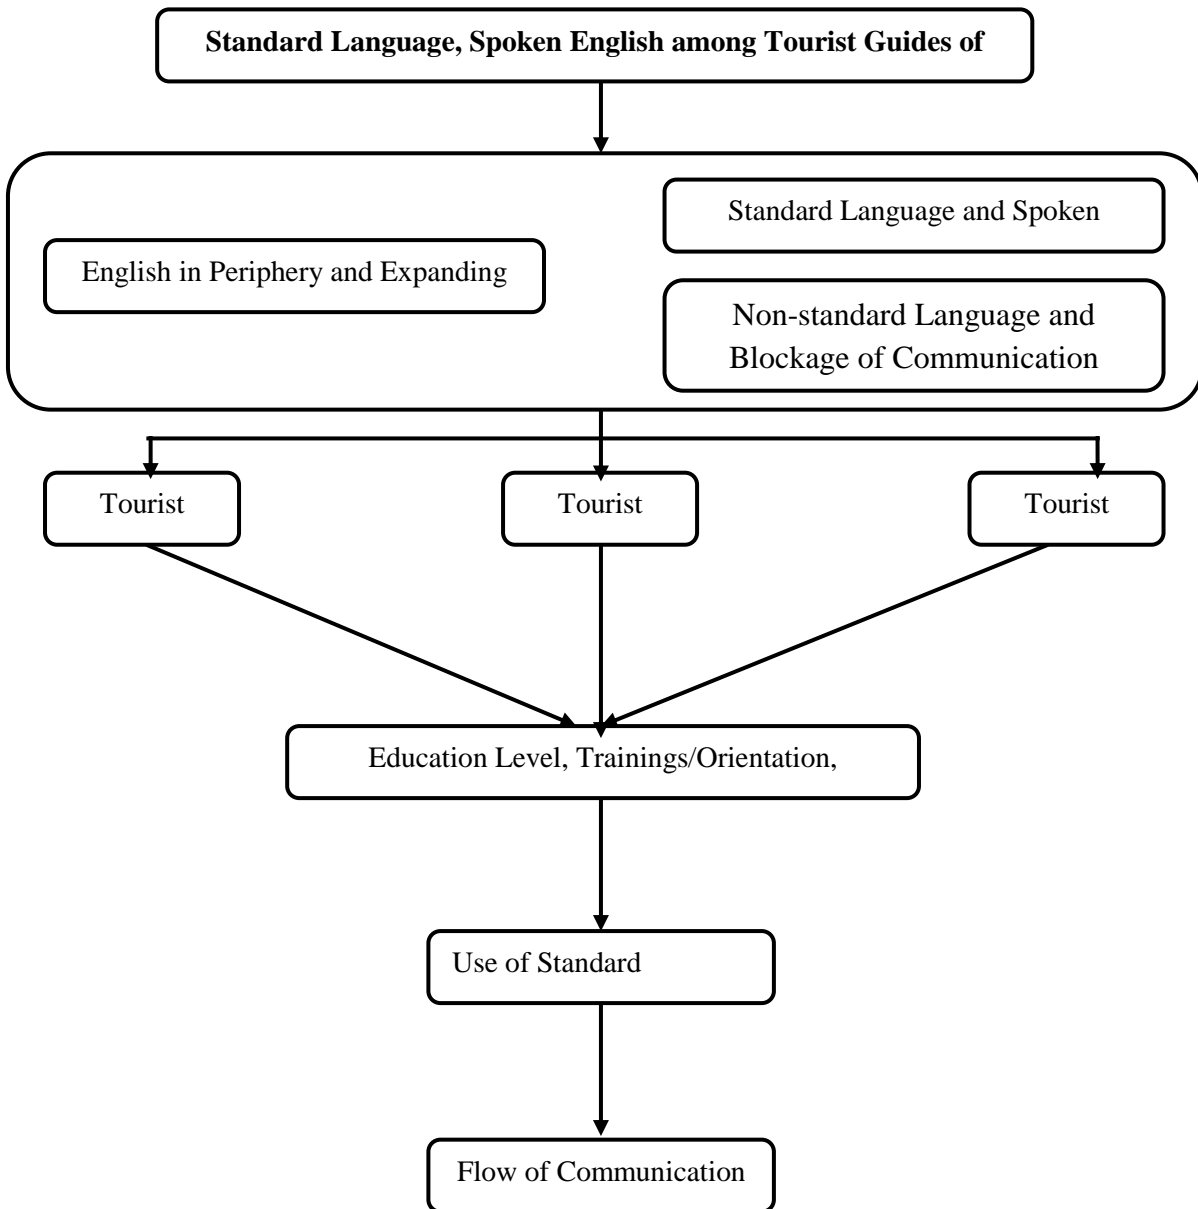 Standard Language, Spoken English among Tourist Guides of
Standard Language and Spoken
English in Periphery and Expanding
Non-standard Language and
Blockage of Communication
Tourist
Tourist
Tourist
Education Level, Trainings/Orientation,
Use of Standard
Flow of Communication